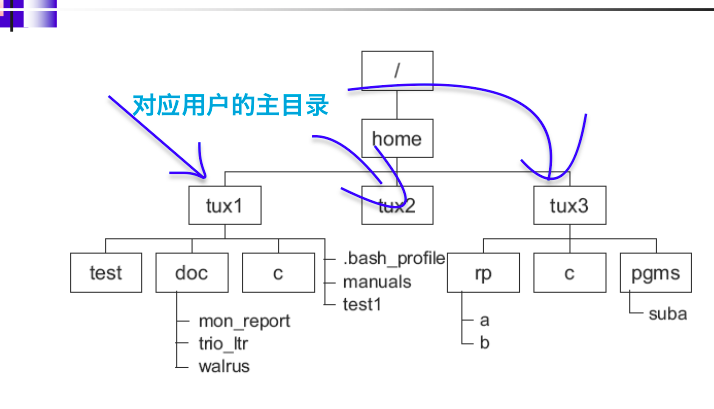 /
对应用户的主目录
home
tux1 tux2 tux3
test doc c .bash_profile rp c pgms
manuals
test1
mon_report
trio_ltr
walrus
a
b
suba